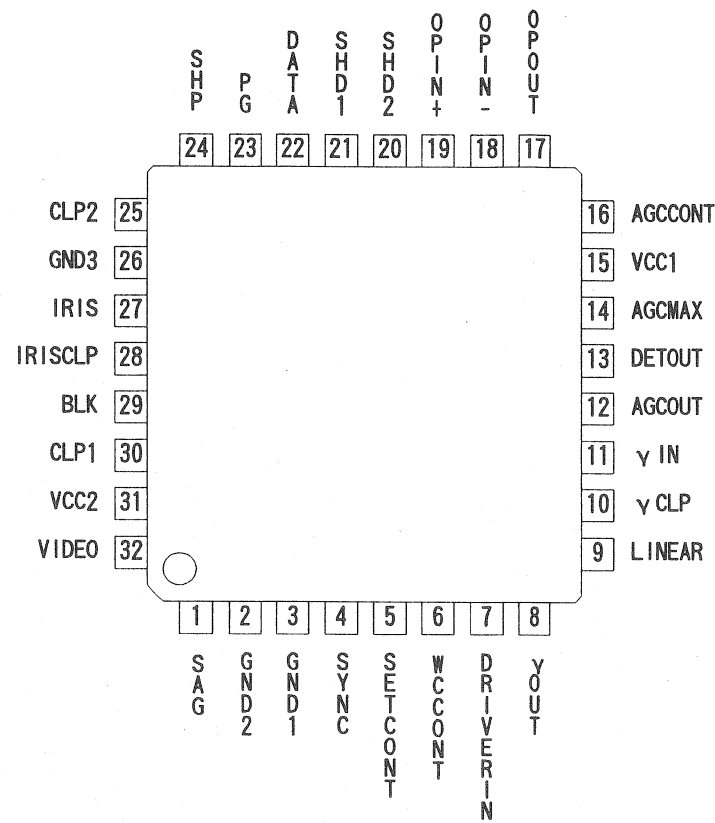 SHP
PG
DATA
SHD1
SHD2
OPIN+
OPIN-
OPOUT
24 23 22 21 20 19 18 17
CLP2 25
GND3 26
IRIS 27
IRISCLP 28
BLK 29
CLP1 30
VCC2 31
VIDEO 32
16 AGCCONT
15 VCC1
14 AGCMAX
13 DETOUT
12 AGCOUT
11 γ IN
10 γ CLP
9 LINEAR
1 2 3 4 5 6 7 8
SAG
GND2
GND1
SYNC
SETCONT
WCCONT
DRIVERIN
γOUT